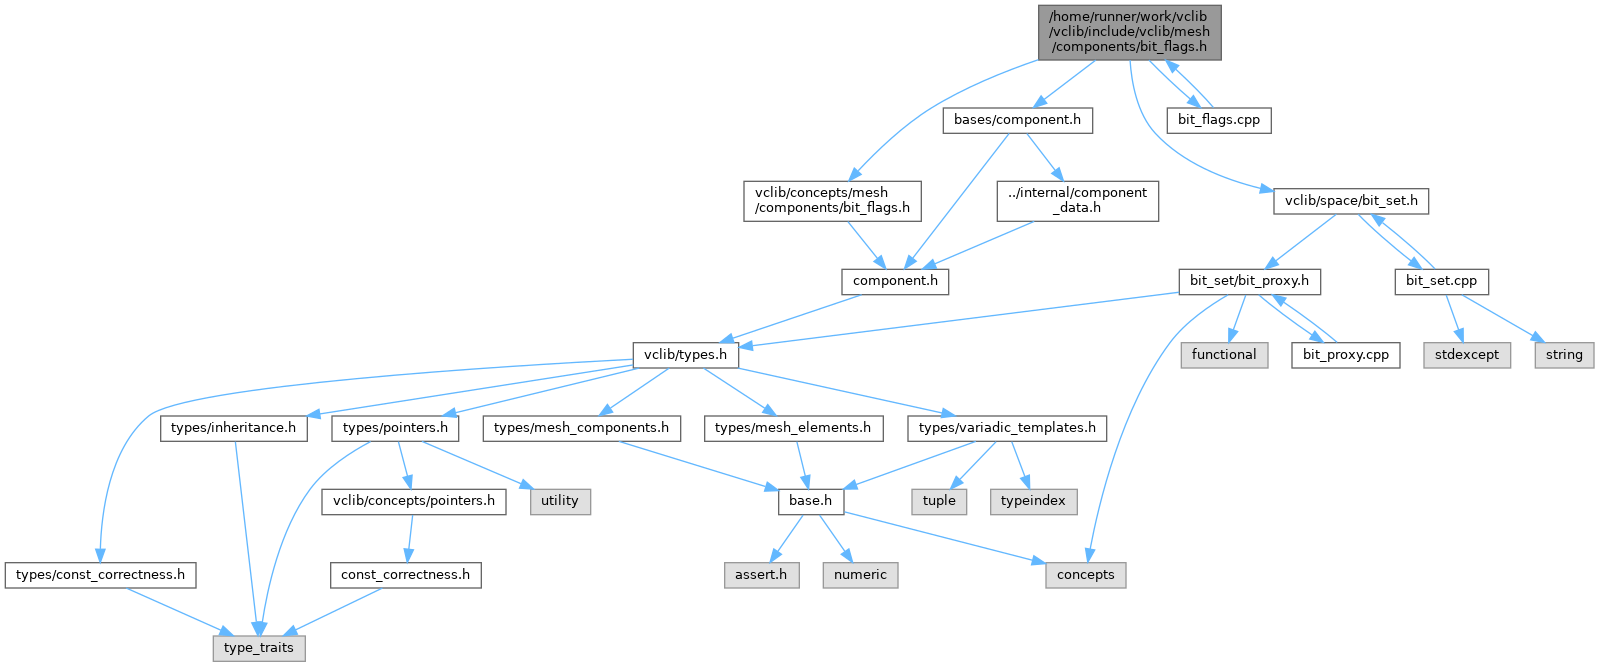 /home/runner/work/vclib
/vclib/include/vclib/mesh
/components/bit_flags.h
bases/component.h
bit_flags.cpp
vclib/concepts/mesh
/components/bit_flags.h
../internal/component
_data.h
vclib/space/bit_set.h
component.h
bit_set/bit_proxy.h
bit_set.cpp
vclib/types.h
functional
bit_proxy.cpp
stdexcept
string
types/inheritance.h
types/pointers.h
types/mesh_components.h
types/mesh_elements.h
types/variadic_templates.h
vclib/concepts/pointers.h
utility
base.h
tuple
typeindex
types/const_correctness.h
const_correctness.h
assert.h
numeric
concepts
type_traits